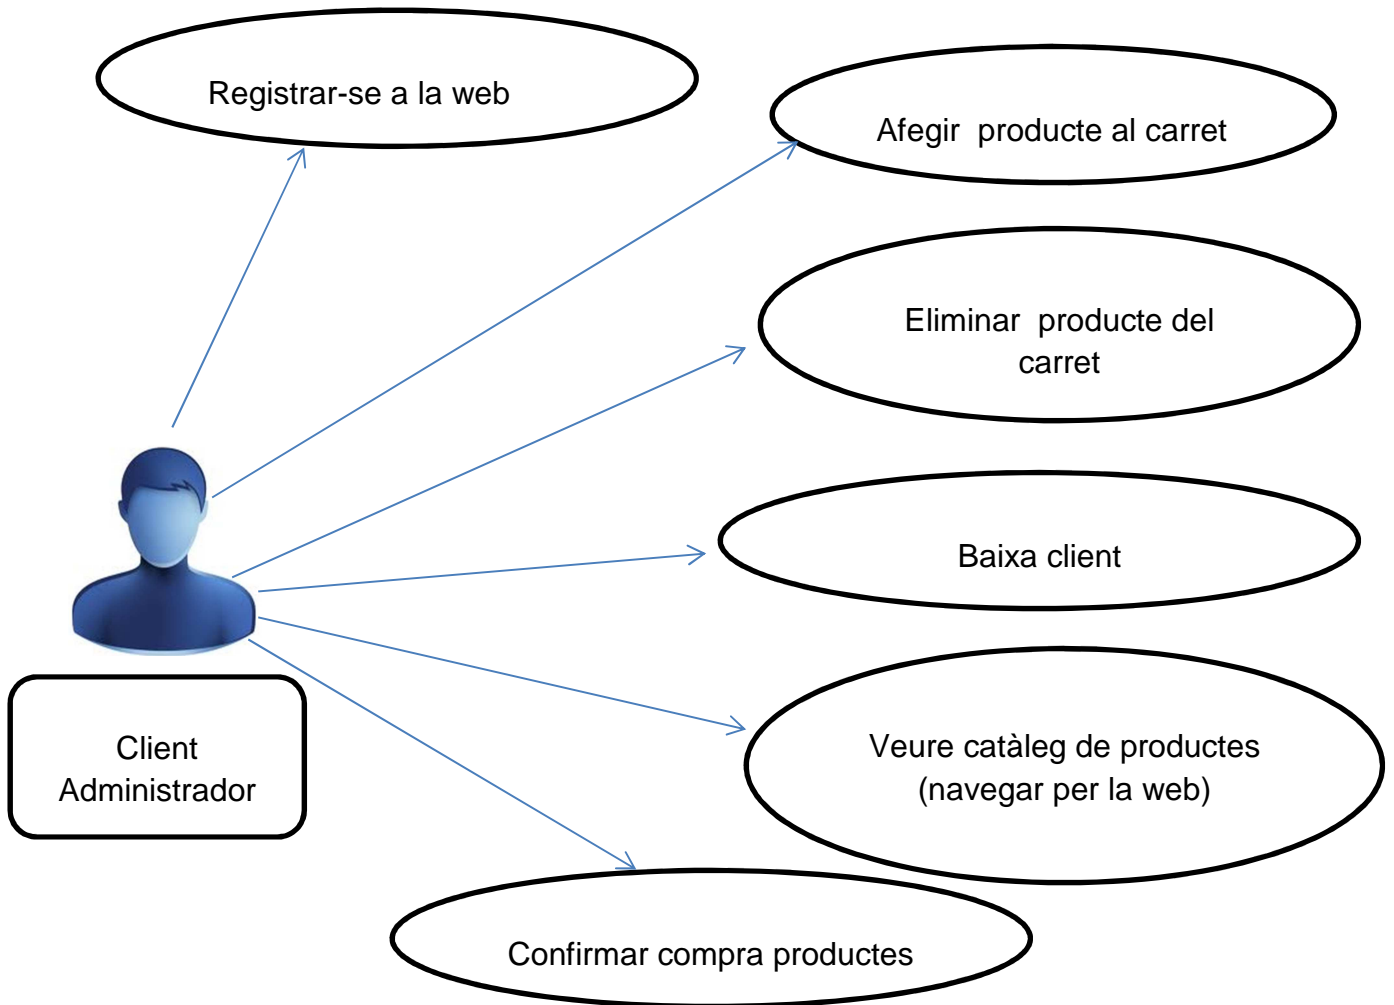 Registrar-se a la web
Afegir  producte al carret
Eliminar  producte del
carret
Baixa client
Client
Administrador
Veure catàleg de productes
(navegar per la web)
Confirmar compra productes